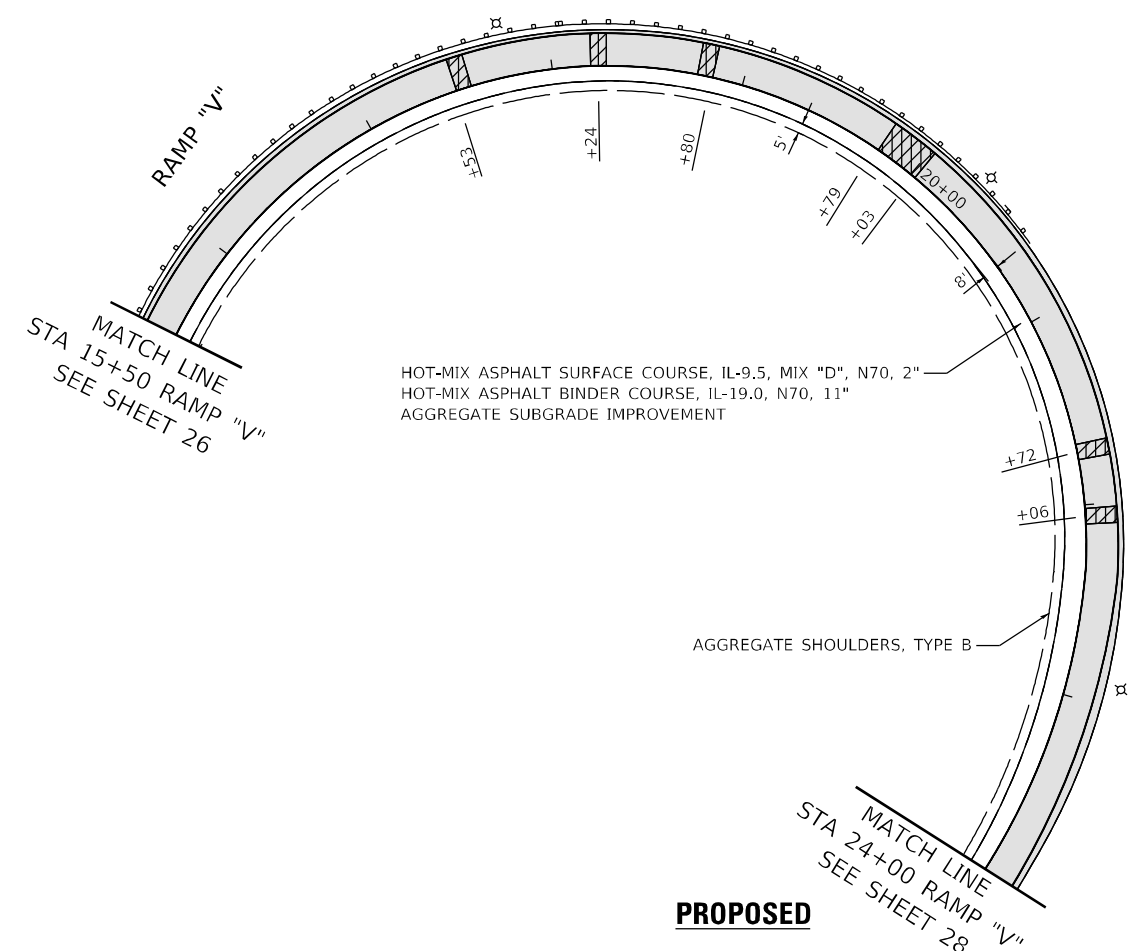 RAMP "V"
+53
+24
+80
5'
+79
+03
20+00
8'
MATCH LINE
STA 15+50 RAMP "V"
SEE SHEET 26
HOT-MIX ASPHALT SURFACE COURSE, IL-9.5, MIX "D", N70, 2"
HOT-MIX ASPHALT BINDER COURSE, IL-19.0, N70, 11"
AGGREGATE SUBGRADE IMPROVEMENT
+72
+06
AGGREGATE SHOULDERS, TYPE B
MATCH LINE
STA 24+00 RAMP "V"
SEE SHEET 28
PROPOSED